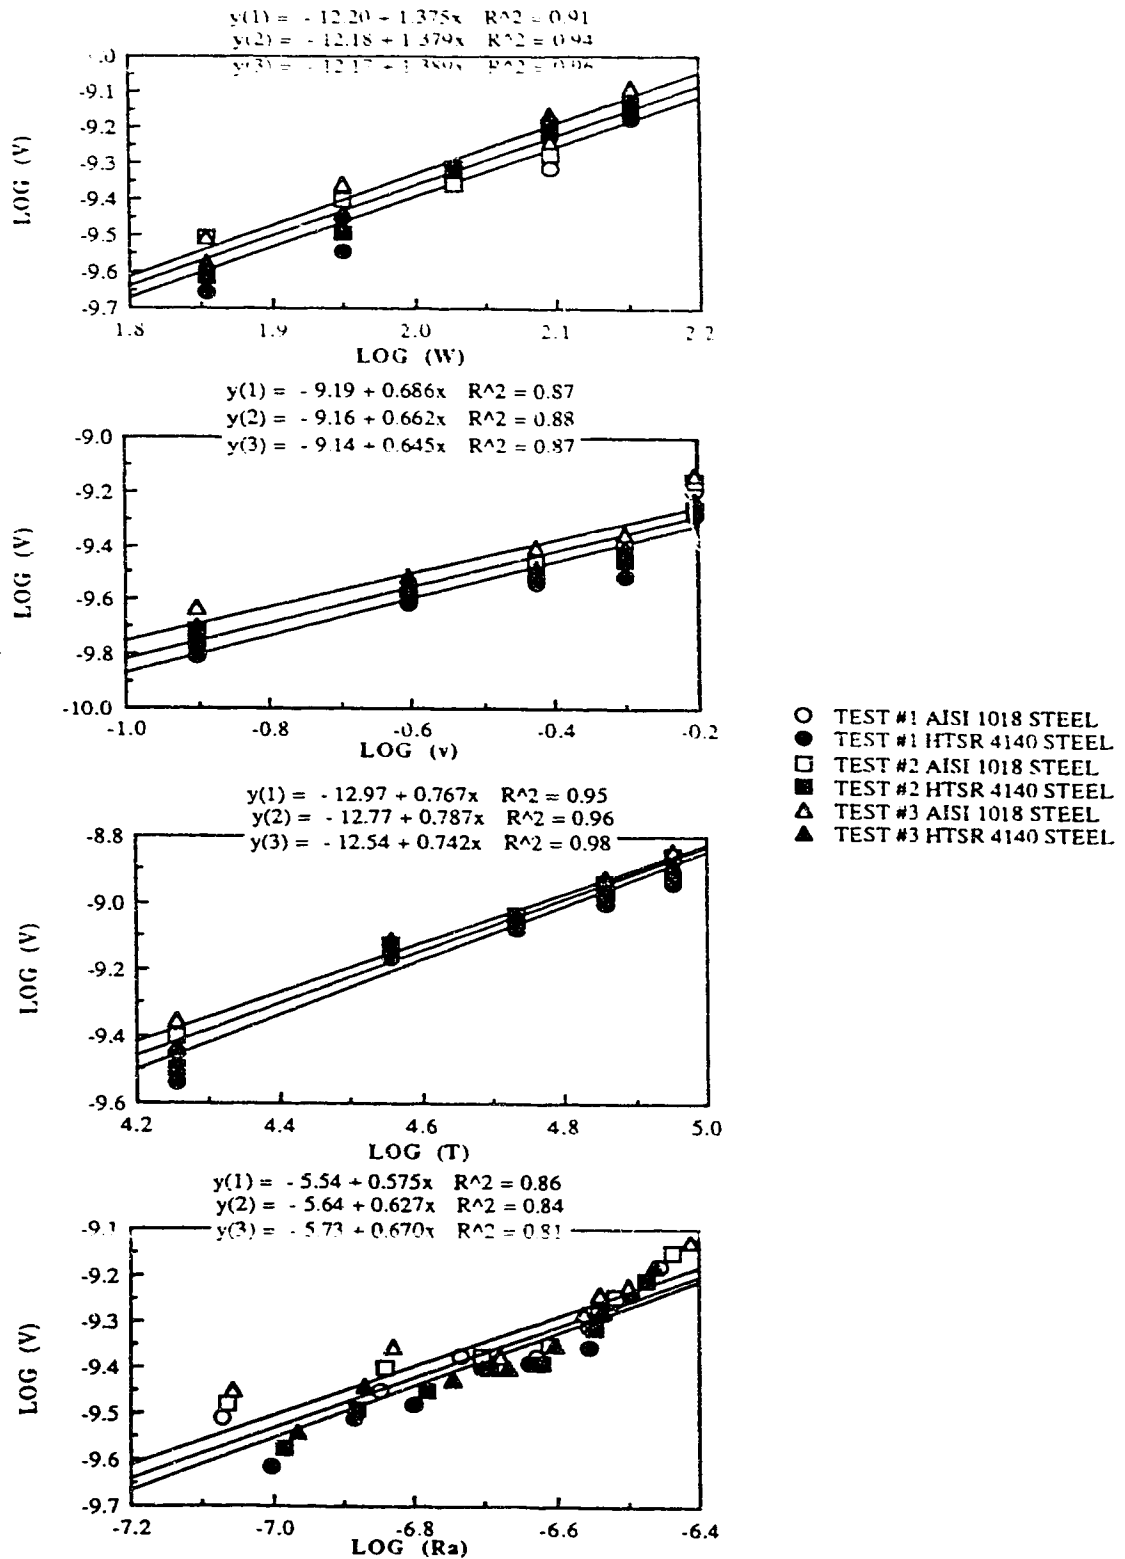 y(1) = - 12.20 + 1.375x R^2 = 0.91
y(2) = - 12.18 + 1.379x R^2 = 0.94
y(3) = - 12.17 + 1.389x R^2 = 0.96
-9.1
-9.2
-9.3
-9.4
-9.5
-9.6
-9.7
LOG (V)
1.8 1.9 2.0 2.1 2.2
LOG (W)
y(1) = - 9.19 + 0.686x R^2 = 0.87
y(2) = - 9.16 + 0.662x R^2 = 0.88
y(3) = - 9.14 + 0.645x R^2 = 0.87
-9.0
-9.2
-9.4
-9.6
-9.8
-10.0
LOG (V)
-1.0 -0.8 -0.6 -0.4 -0.2
LOG (v)
TEST #1 AISI 1018 STEEL
TEST #1 HTSR 4140 STEEL
TEST #2 AISI 1018 STEEL
TEST #2 HTSR 4140 STEEL
TEST #3 AISI 1018 STEEL
TEST #3 HTSR 4140 STEEL
y(1) = - 12.97 + 0.767x R^2 = 0.95
y(2) = - 12.77 + 0.787x R^2 = 0.96
y(3) = - 12.54 + 0.742x R^2 = 0.98
-8.8
-9.0
-9.2
-9.4
-9.6
LOG (V)
4.2 4.4 4.6 4.8 5.0
LOG (T)
y(1) = - 5.54 + 0.575x R^2 = 0.86
y(2) = - 5.64 + 0.627x R^2 = 0.84
y(3) = - 5.73 + 0.670x R^2 = 0.81
-9.1
-9.2
-9.3
-9.4
-9.5
-9.6
-9.7
LOG (V)
-7.2 -7.0 -6.8 -6.6 -6.4
LOG (Ra)